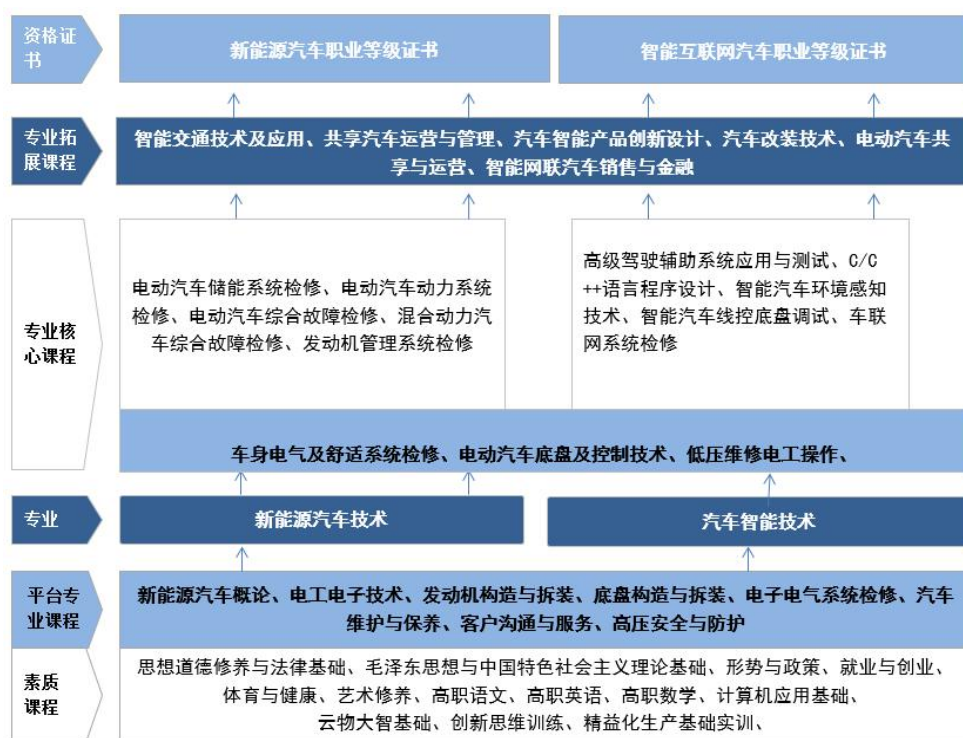 资格证
书
新能源汽车职业等级证书
智能互联网汽车职业等级证书
专业拓
展课程
智能交通技术及应用、共享汽车运营与管理、汽车智能产品创新设计、汽车改装技术、电动汽车共
享与运营、智能网联汽车销售与金融
专业核
心课程
电动汽车储能系统检修、电动汽车动力系统
检修、电动汽车综合故障检修、混合动力汽
车综合故障检修、发动机管理系统检修
高级驾驶辅助系统应用与测试、C/C
++语言程序设计、智能汽车环境感知
技术、智能汽车线控底盘调试、车联
网系统检修
车身电气及舒适系统检修、电动汽车底盘及控制技术、低压维修电工操作、
专业
新能源汽车技术
汽车智能技术
平台专
业课程
新能源汽车概论、电工电子技术、发动机构造与拆装、底盘构造与拆装、电子电气系统检修、汽车
维护与保养、客户沟通与服务、高压安全与防护
素质
课程
思想道德修养与法律基础、毛泽东思想与中国特色社会主义理论基础、形势与政策、就业与创业、
体育与健康、艺术修养、高职语文、高职英语、高职数学、计算机应用基础、
云物大智基础、创新思维训练、精益化生产基础实训、